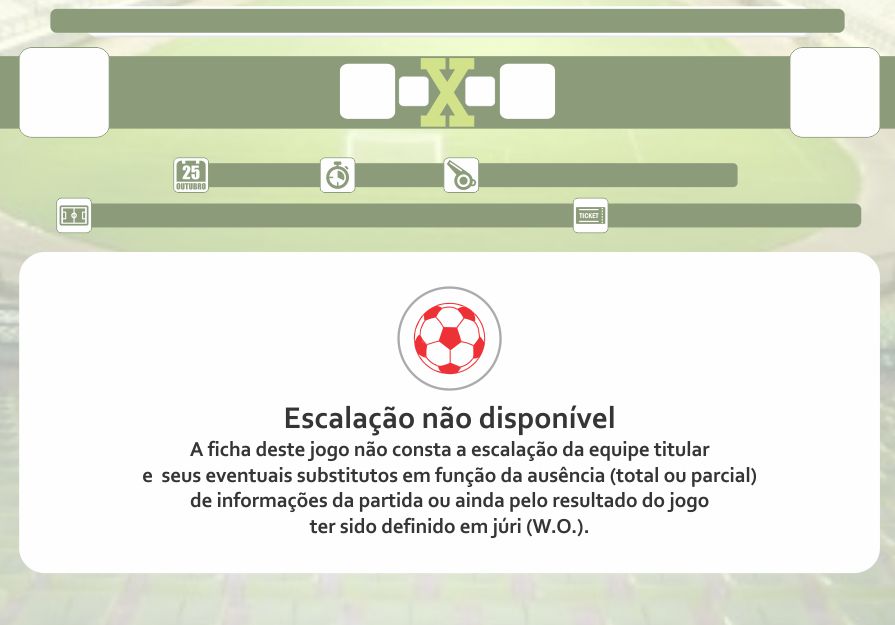 X
25
OUTUBRO
TICKET
Escalação não disponível
A ficha deste jogo não consta a escalação da equipe titular
e seus eventuais substitutos em função da ausência (total ou parcial)
de informações da partida ou ainda pelo resultado do jogo
ter sido definido em júri (W.O.).